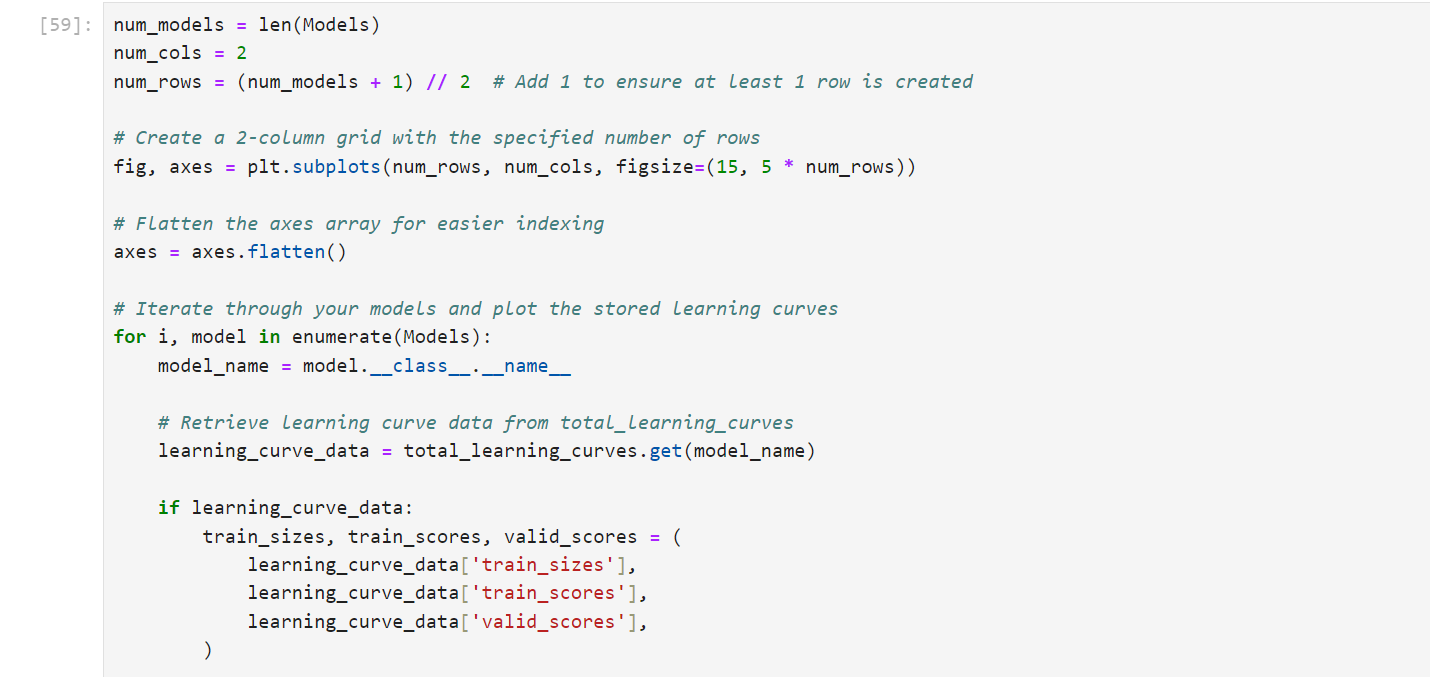 [59]:
num_models = len(Models)
num_cols = 2
num_rows = (num_models + 1) // 2  # Add 1 to ensure at least 1 row is created

# Create a 2-column grid with the specified number of rows
fig, axes = plt.subplots(num_rows, num_cols, figsize=(15, 5 * num_rows))

# Flatten the axes array for easier indexing
axes = axes.flatten()

# Iterate through your models and plot the stored learning curves
for i, model in enumerate(Models):
    model_name = model.__class__.__name__

    # Retrieve learning curve data from total_learning_curves
    learning_curve_data = total_learning_curves.get(model_name)

    if learning_curve_data:
        train_sizes, train_scores, valid_scores = (
            learning_curve_data['train_sizes'],
            learning_curve_data['train_scores'],
            learning_curve_data['valid_scores'],
        )